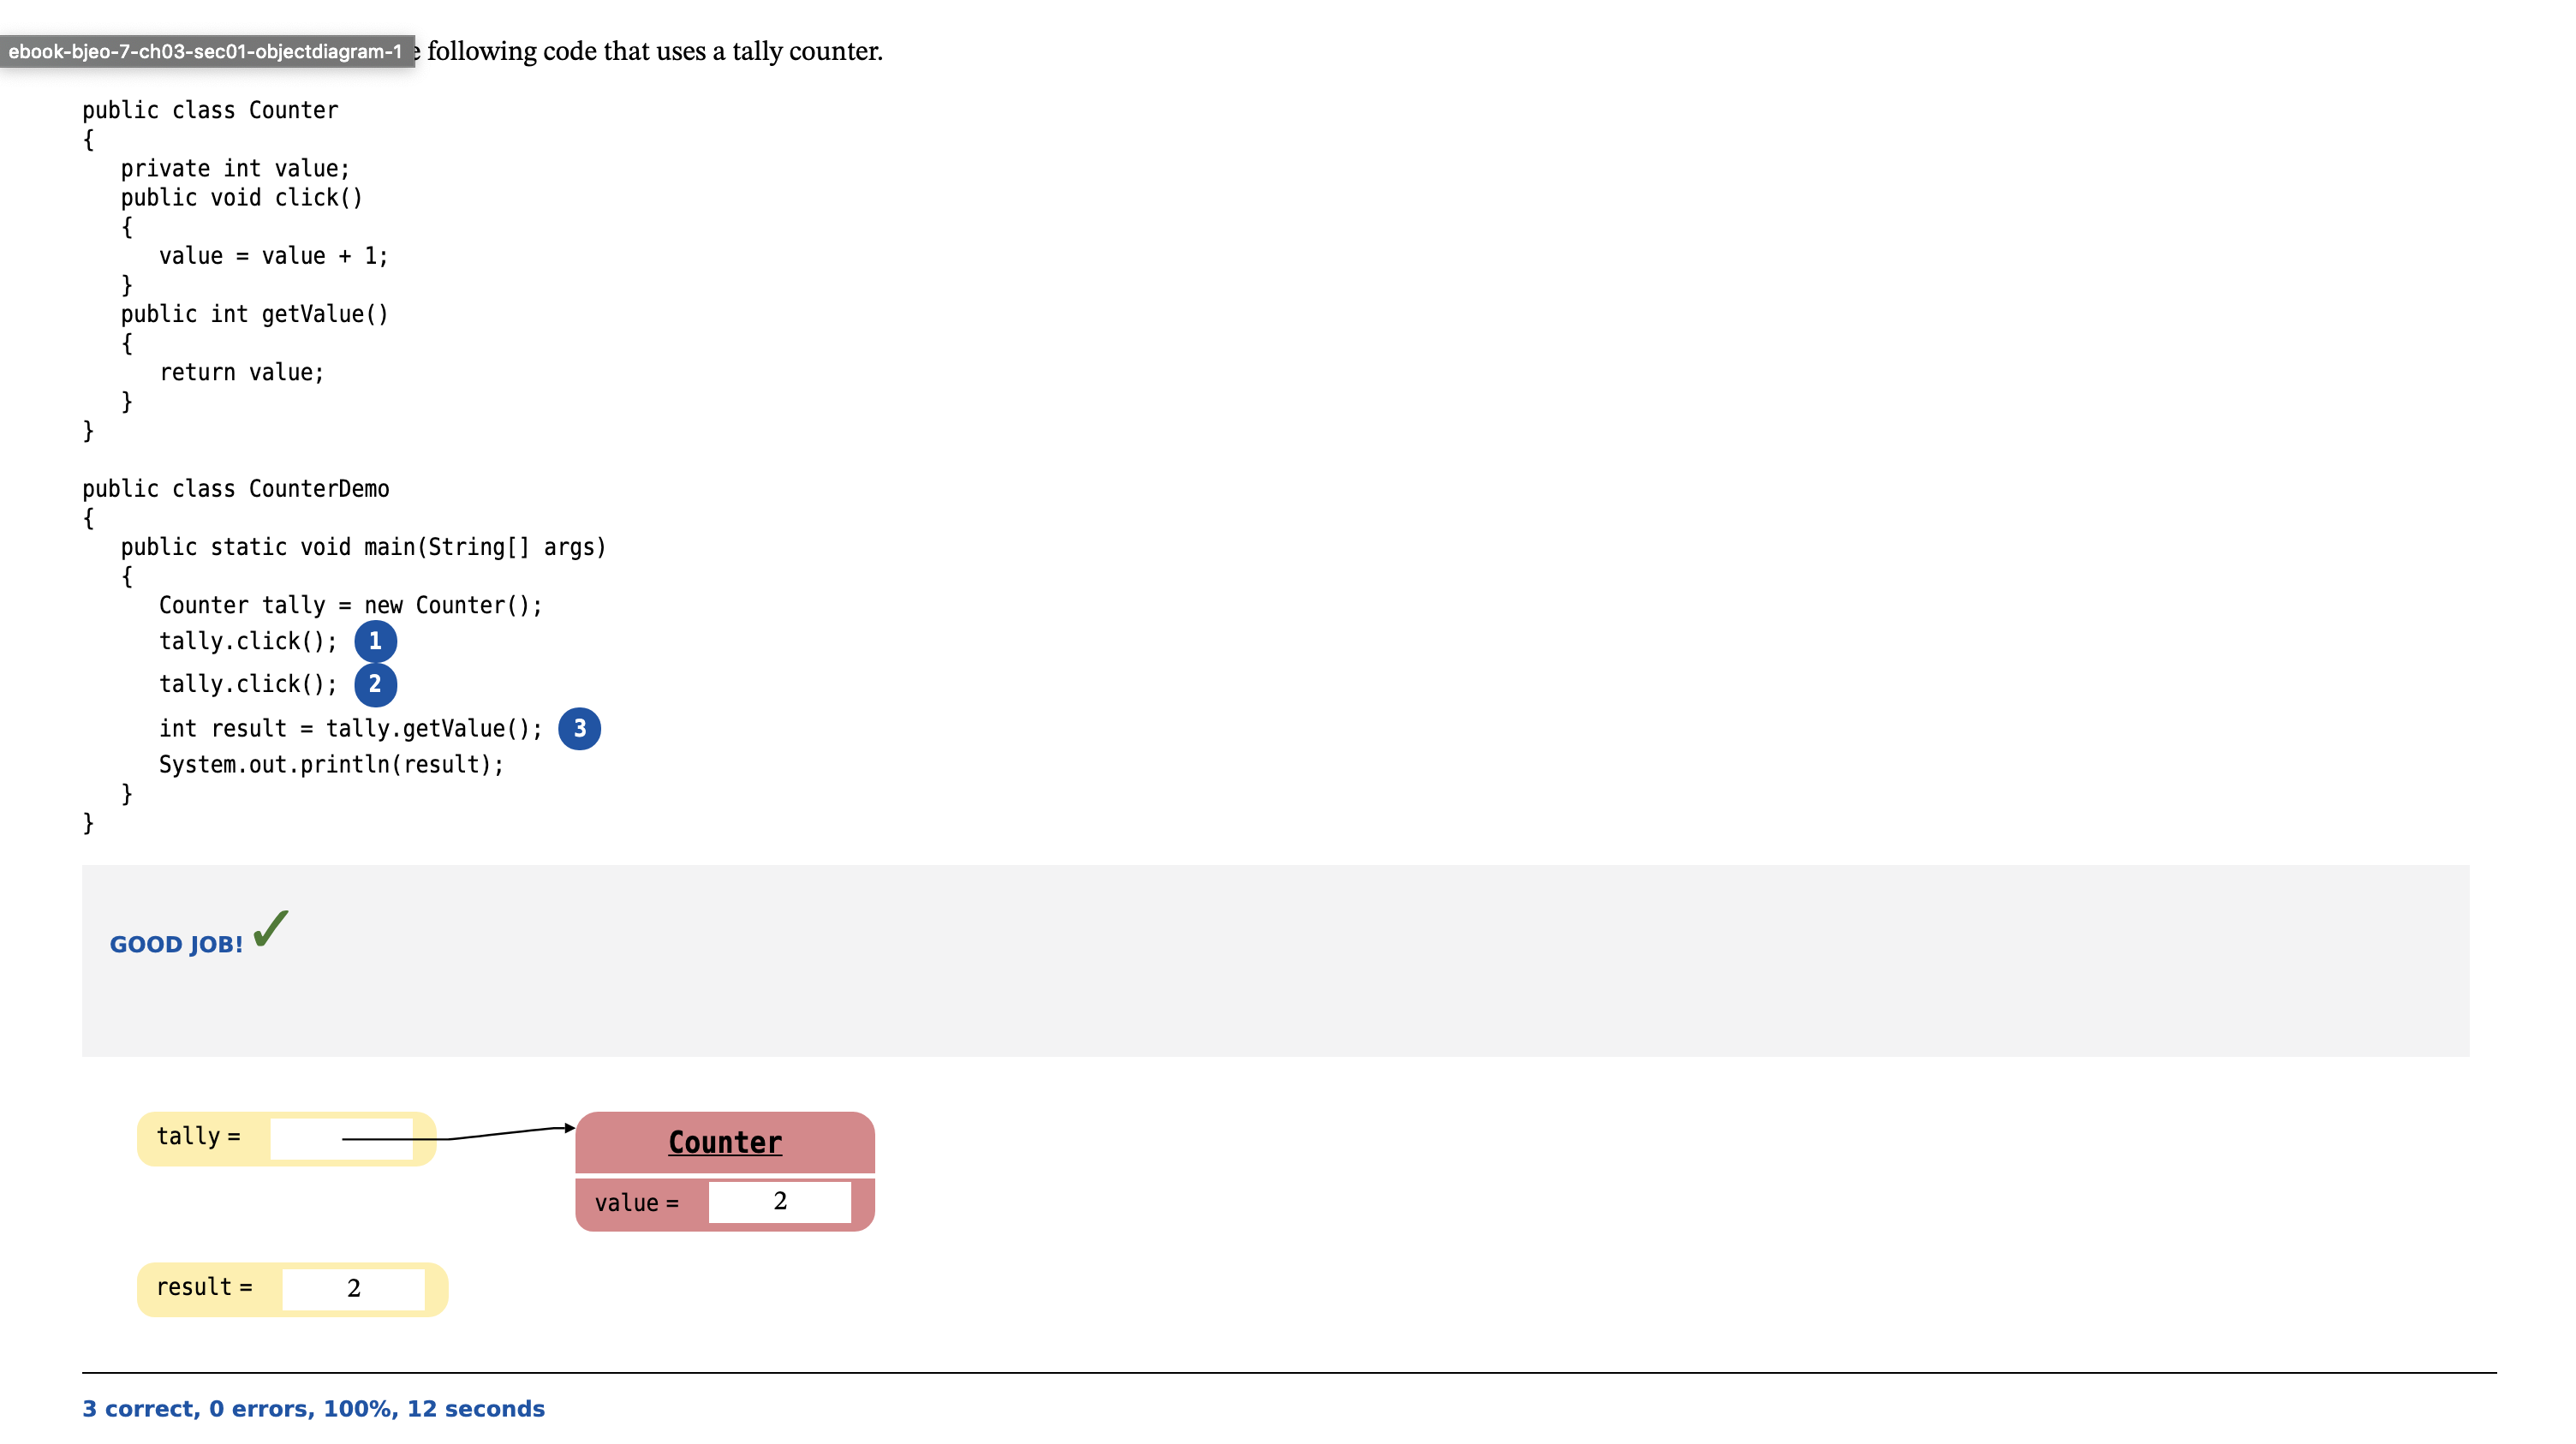 ebook-bjeo-7-ch03-sec01-objectdiagram-1 following code that uses a tally counter.
public class Counter
{
   private int value;
   public void click()
   {
      value = value + 1;
   }
   public int getValue()
   {
      return value;
   }
}
public class CounterDemo
{
   public static void main(String[] args)
   {
      Counter tally = new Counter();
      tally.click(); 1
      tally.click(); 2
      int result = tally.getValue(); 3
      System.out.println(result);
   }
}
GOOD JOB! ✓
tally =
Counter
value = 2
result = 2
3 correct, 0 errors, 100%, 12 seconds